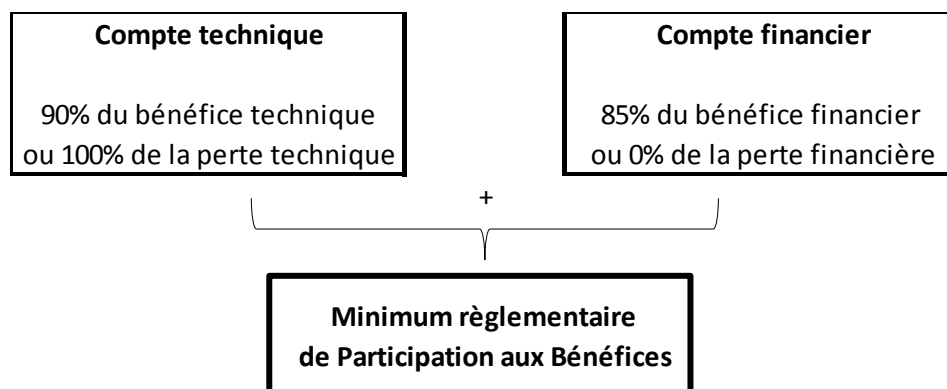 Compte technique
90% du bénéfice technique
ou 100% de la perte technique
Compte financier
85% du bénéfice financier
ou 0% de la perte financière
+
Minimum règlementaire
de Participation aux Bénéfices